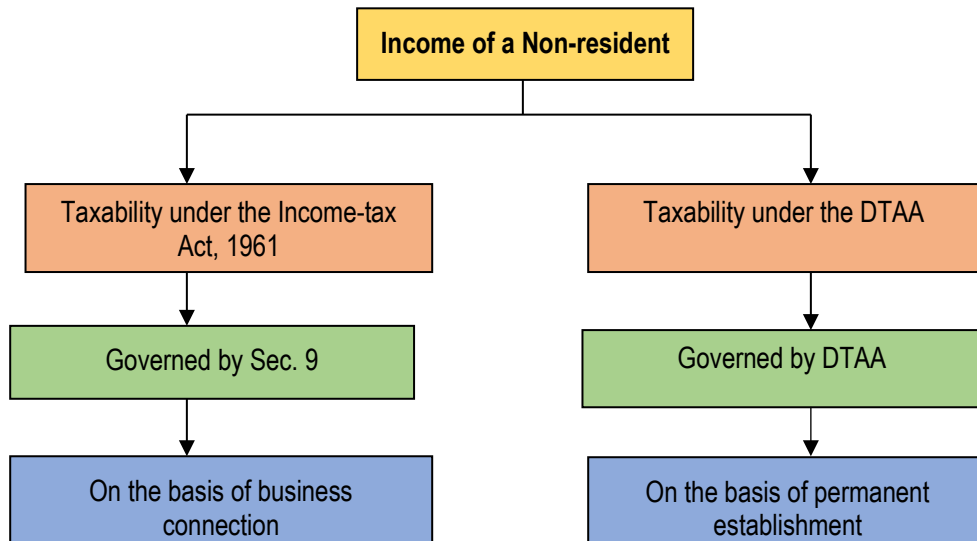 Income of a Non-resident
Taxability under the Income-tax
Act, 1961
Governed by Sec. 9
On the basis of business
connection
Taxability under the DTAA
Governed by DTAA
On the basis of permanent
establishment